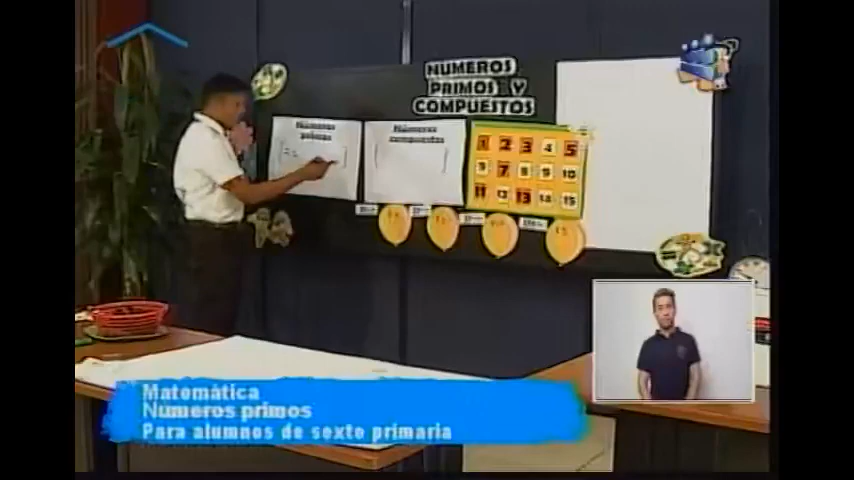 NUMEROS
PRIMOS Y
COMPUESTOS
Números
primos
Números
compuestos
1 2 3 4 5
6 7 8 9 10
11 12 13 14 15
Matemática
Números primos
Para alumnos de sexto primaria